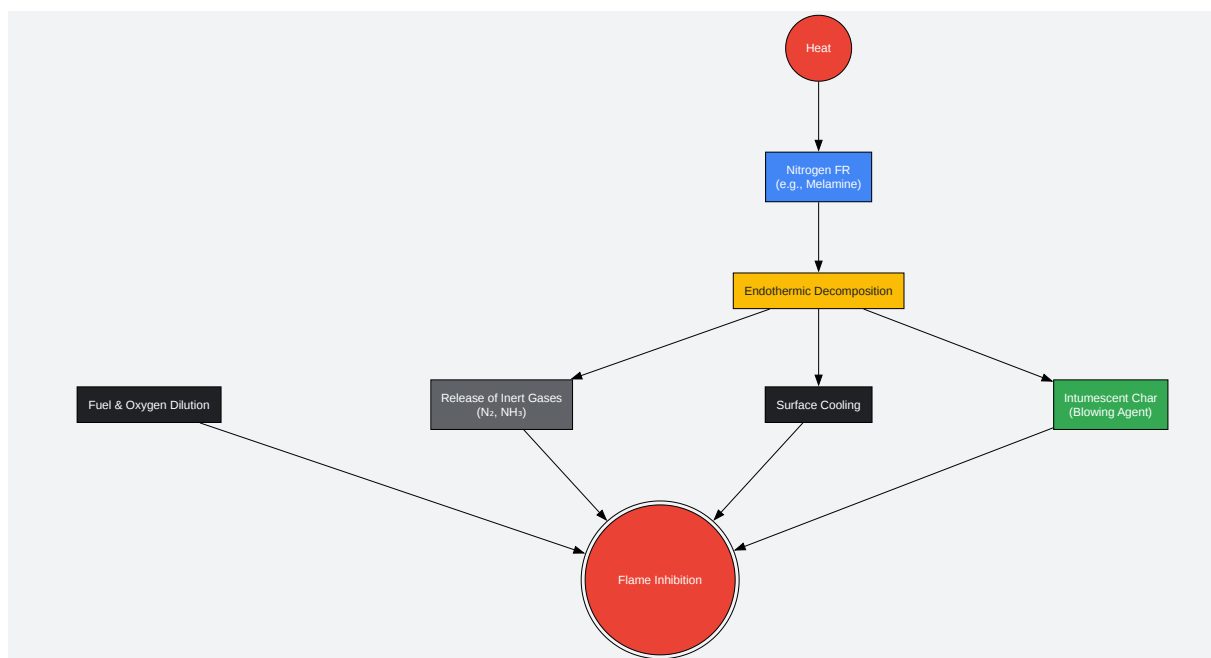 Heat
Nitrogen FR
(e.g., Melamine)
Endothermic Decomposition
Fuel & Oxygen Dilution
Release of Inert Gases
(N₂, NH₃)
Surface Cooling
Intumescent Char
(Blowing Agent)
Flame Inhibition